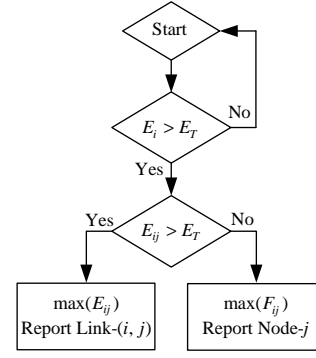 Start
E_i > E_T
No
Yes
E_ij > E_T
Yes
No
max(E_ij)
Report Link-(i, j)
max(F_ij)
Report Node-j